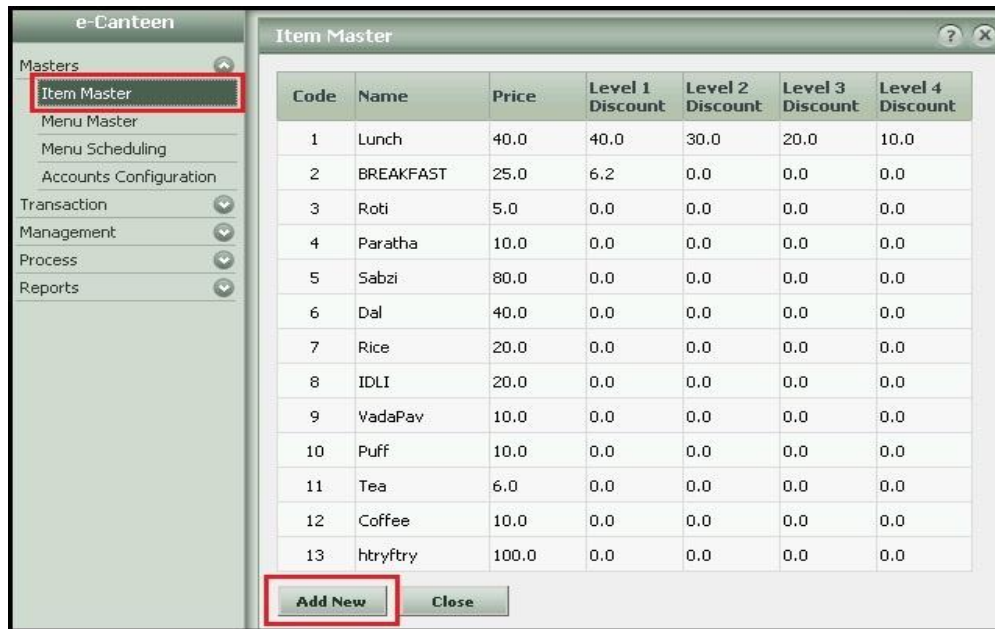 e-Canteen
Masters
Item Master
Menu Master
Menu Scheduling
Accounts Configuration
Transaction
Management
Process
Reports
Item Master ? X
Code Name Price Level 1 Discount Level 2 Discount Level 3 Discount Level 4 Discount
1 Lunch 40.0 40.0 30.0 20.0 10.0
2 BREAKFAST 25.0 6.2 0.0 0.0 0.0
3 Roti 5.0 0.0 0.0 0.0 0.0
4 Paratha 10.0 0.0 0.0 0.0 0.0
5 Sabzi 80.0 0.0 0.0 0.0 0.0
6 Dal 40.0 0.0 0.0 0.0 0.0
7 Rice 20.0 0.0 0.0 0.0 0.0
8 IDLI 20.0 0.0 0.0 0.0 0.0
9 VadaPav 10.0 0.0 0.0 0.0 0.0
10 Puff 10.0 0.0 0.0 0.0 0.0
11 Tea 6.0 0.0 0.0 0.0 0.0
12 Coffee 10.0 0.0 0.0 0.0 0.0
13 htryftry 100.0 0.0 0.0 0.0 0.0
Add New Close